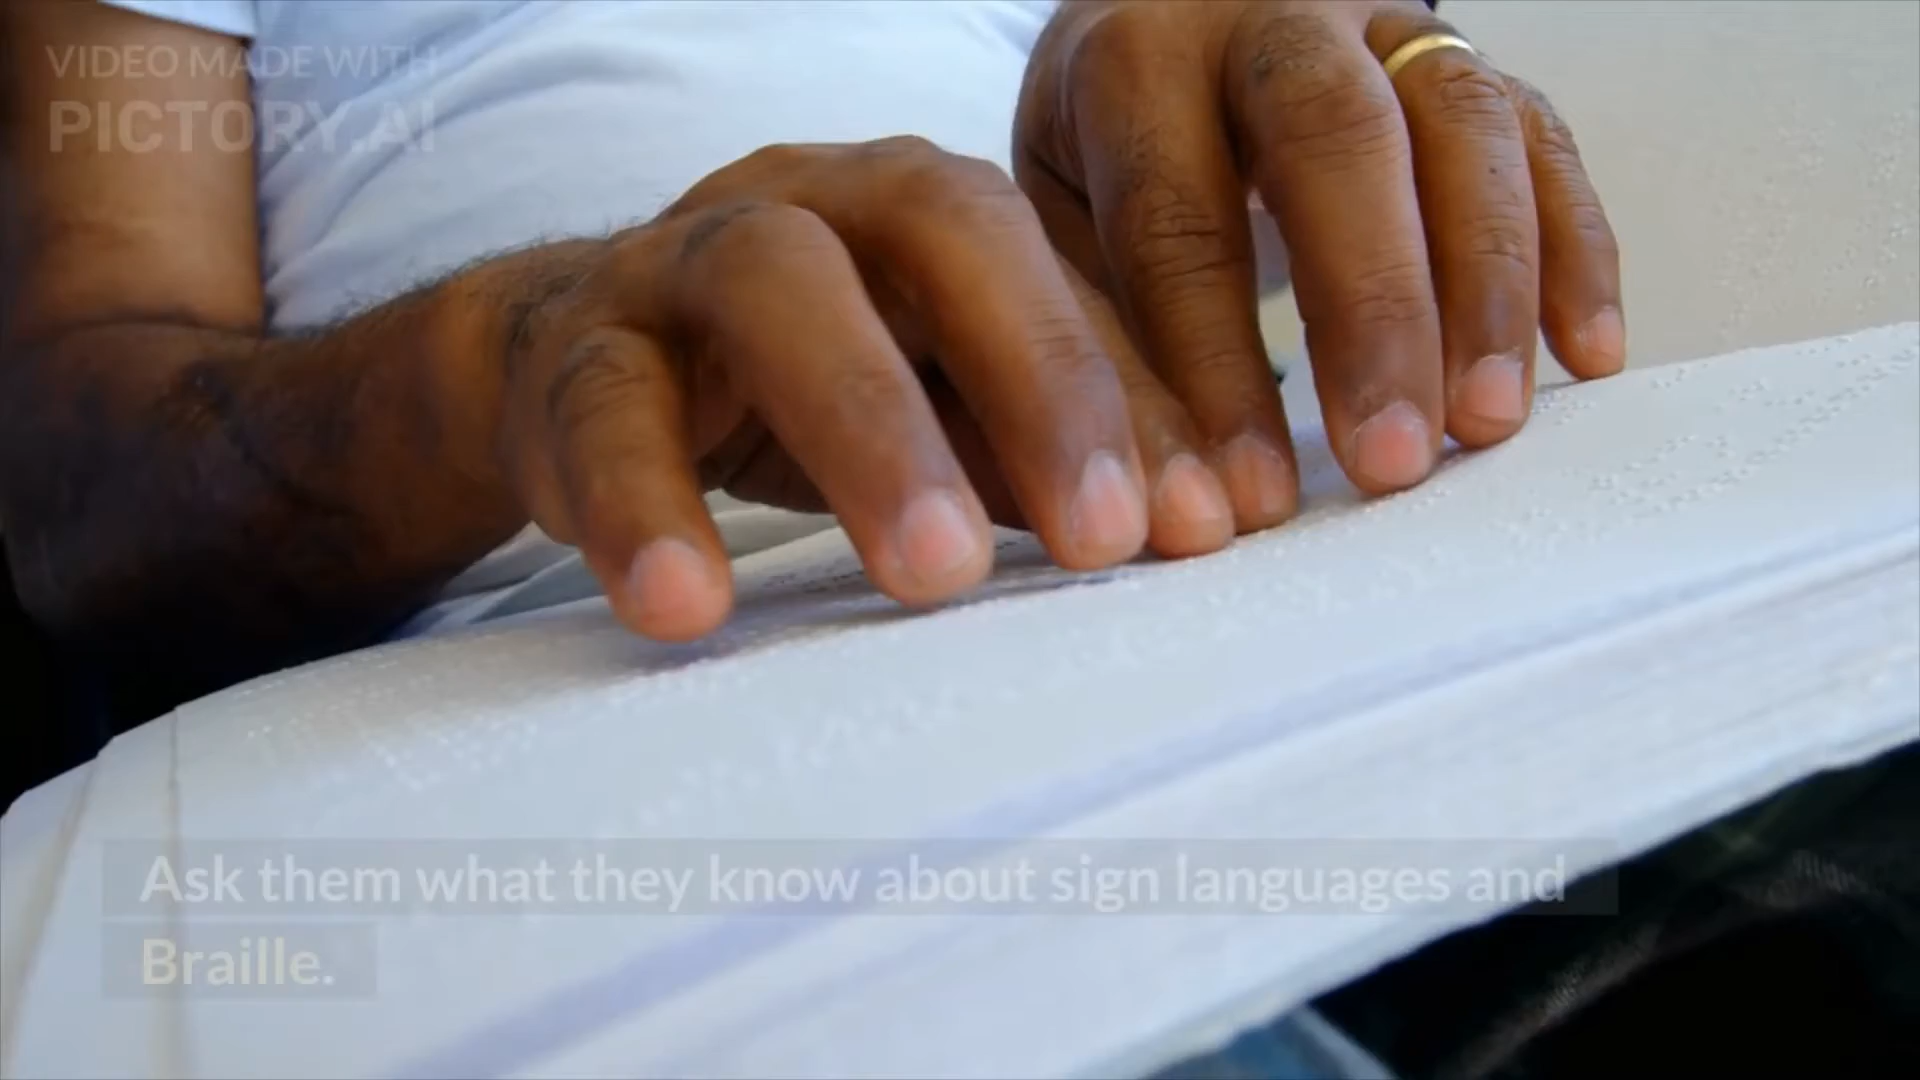 VIDEO MADE WITH
PICTORY.AI
Ask them what they know about sign languages and
Braille.